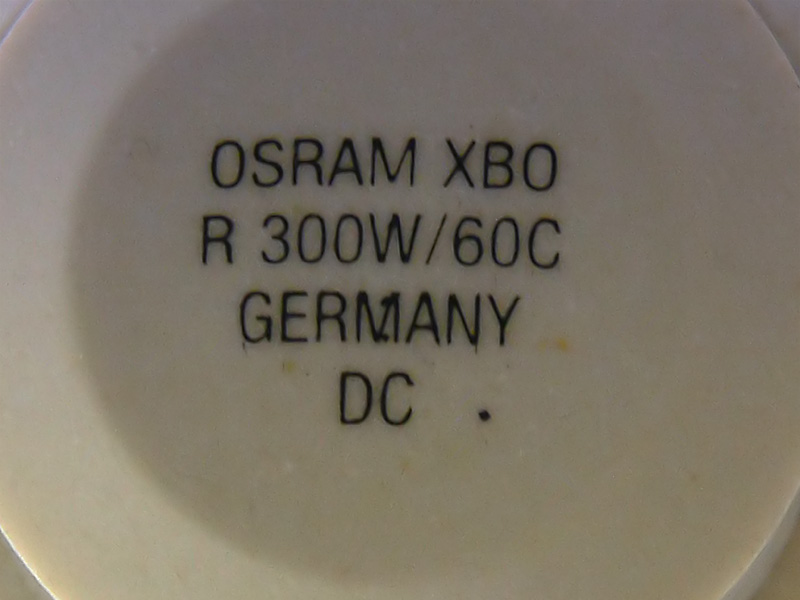 OSRAM XBO
R 300W/60C
GERMANY
DC .